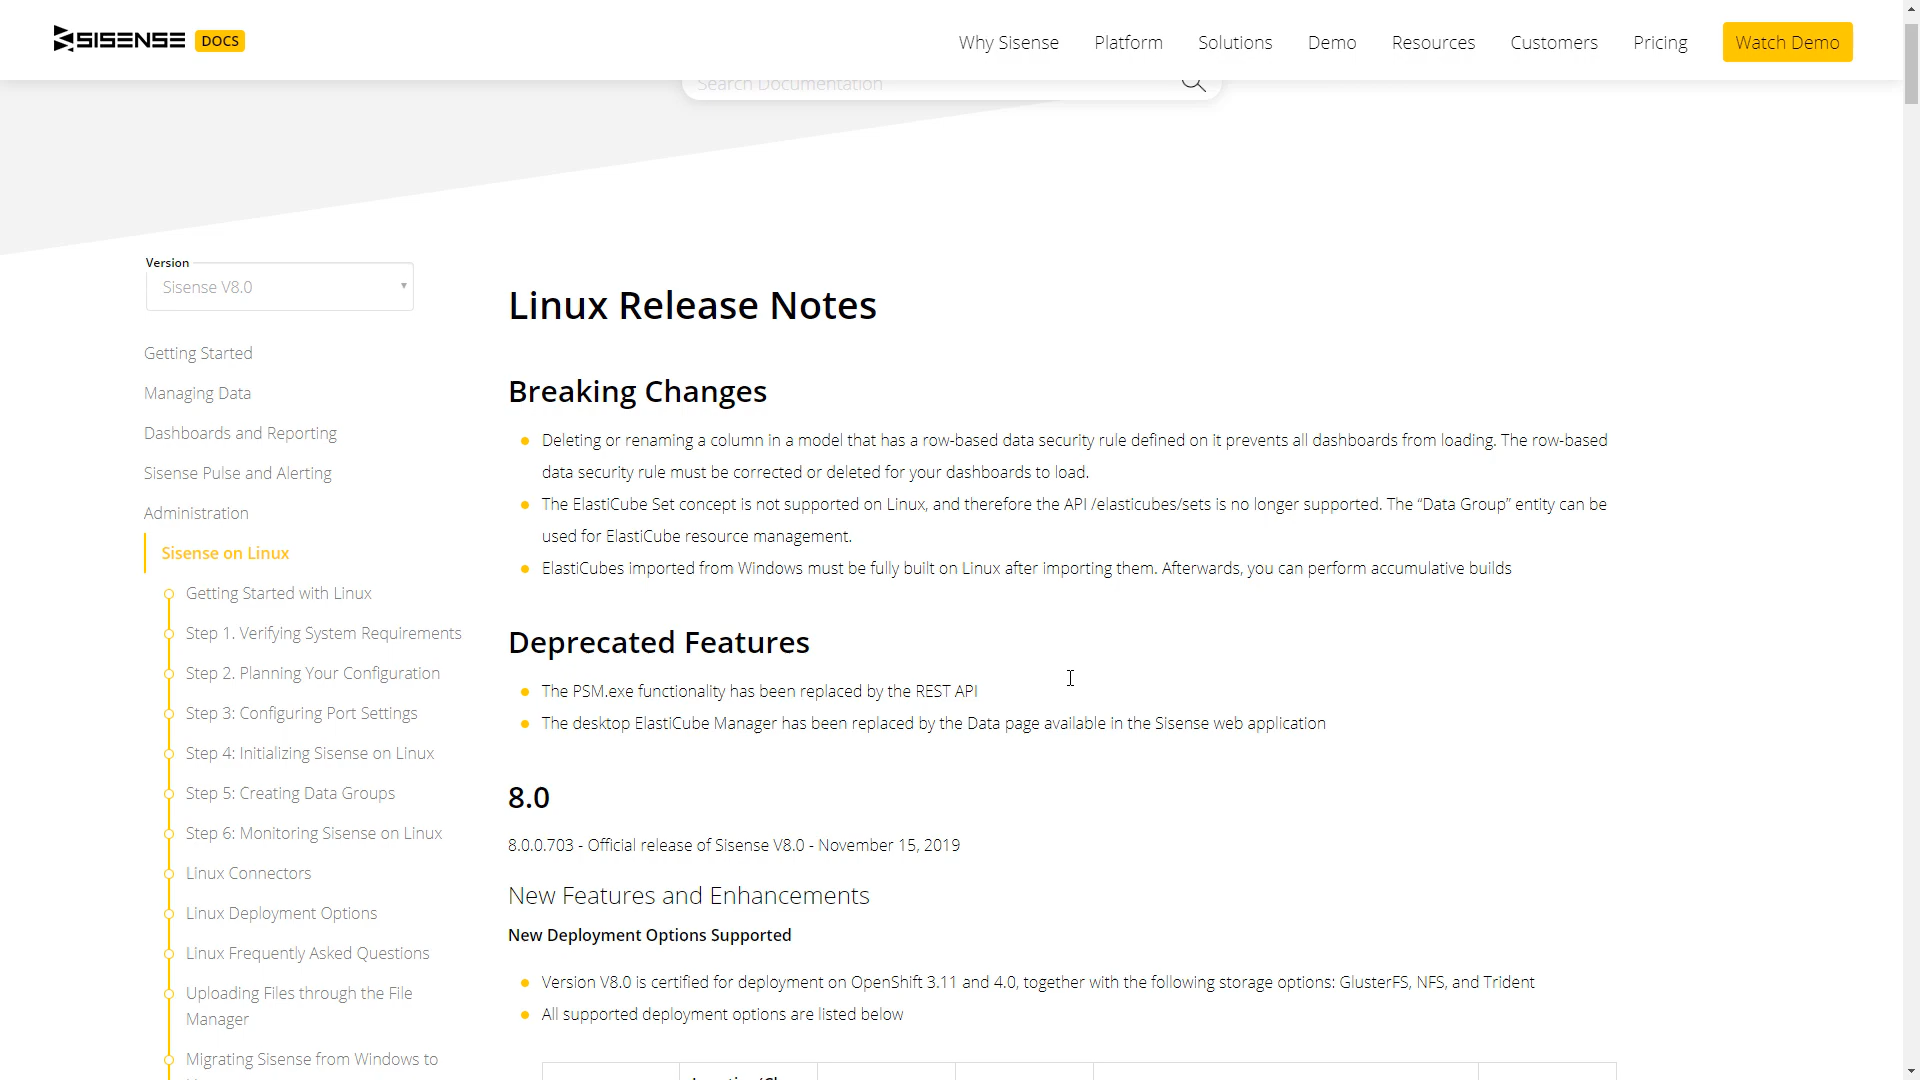 SISENSE DOCS
Why Sisense
Platform
Solutions
Demo
Resources
Customers
Pricing
Watch Demo
Search Documentation
Version
Sisense V8.0
Getting Started
Managing Data
Dashboards and Reporting
Sisense Pulse and Alerting
Administration
Sisense on Linux
Getting Started with Linux
Step 1. Verifying System Requirements
Step 2. Planning Your Configuration
Step 3: Configuring Port Settings
Step 4: Initializing Sisense on Linux
Step 5: Creating Data Groups
Step 6: Monitoring Sisense on Linux
Linux Connectors
Linux Deployment Options
Linux Frequently Asked Questions
Uploading Files through the File
Manager
Migrating Sisense from Windows to
Linux Release Notes
Breaking Changes
Deleting or renaming a column in a model that has a row-based data security rule defined on it prevents all dashboards from loading. The row-based
data security rule must be corrected or deleted for your dashboards to load.
The ElastiCube Set concept is not supported on Linux, and therefore the API /elasticubes/sets is no longer supported. The “Data Group” entity can be
used for ElastiCube resource management.
ElastiCubes imported from Windows must be fully built on Linux after importing them. Afterwards, you can perform accumulative builds
Deprecated Features
The PSM.exe functionality has been replaced by the REST API
The desktop ElastiCube Manager has been replaced by the Data page available in the Sisense web application
8.0
8.0.0.703 - Official release of Sisense V8.0 - November 15, 2019
New Features and Enhancements
New Deployment Options Supported
Version V8.0 is certified for deployment on OpenShift 3.11 and 4.0, together with the following storage options: GlusterFS, NFS, and Trident
All supported deployment options are listed below